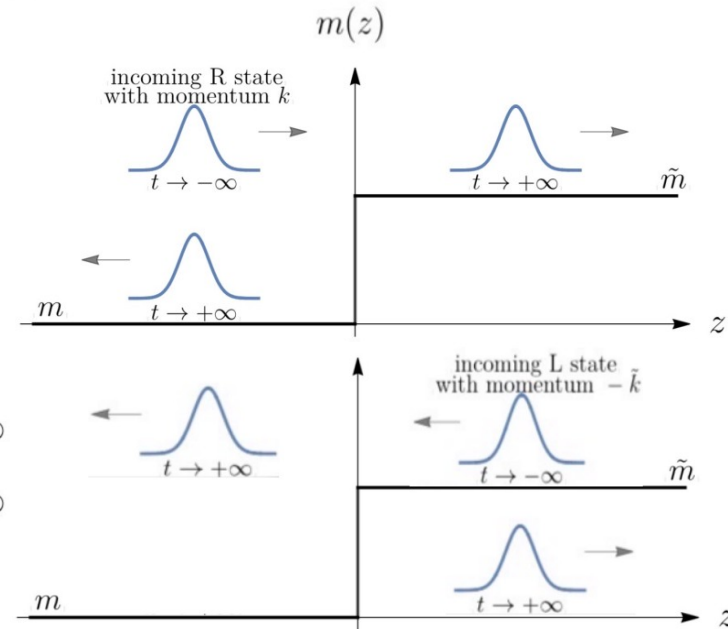 m(z)
incoming R state
with momentum k
t → −∞
t → +∞
m̃
m
t → +∞
z
incoming L state
with momentum − k̃
t → +∞
t → −∞
m̃
m
t → +∞
z